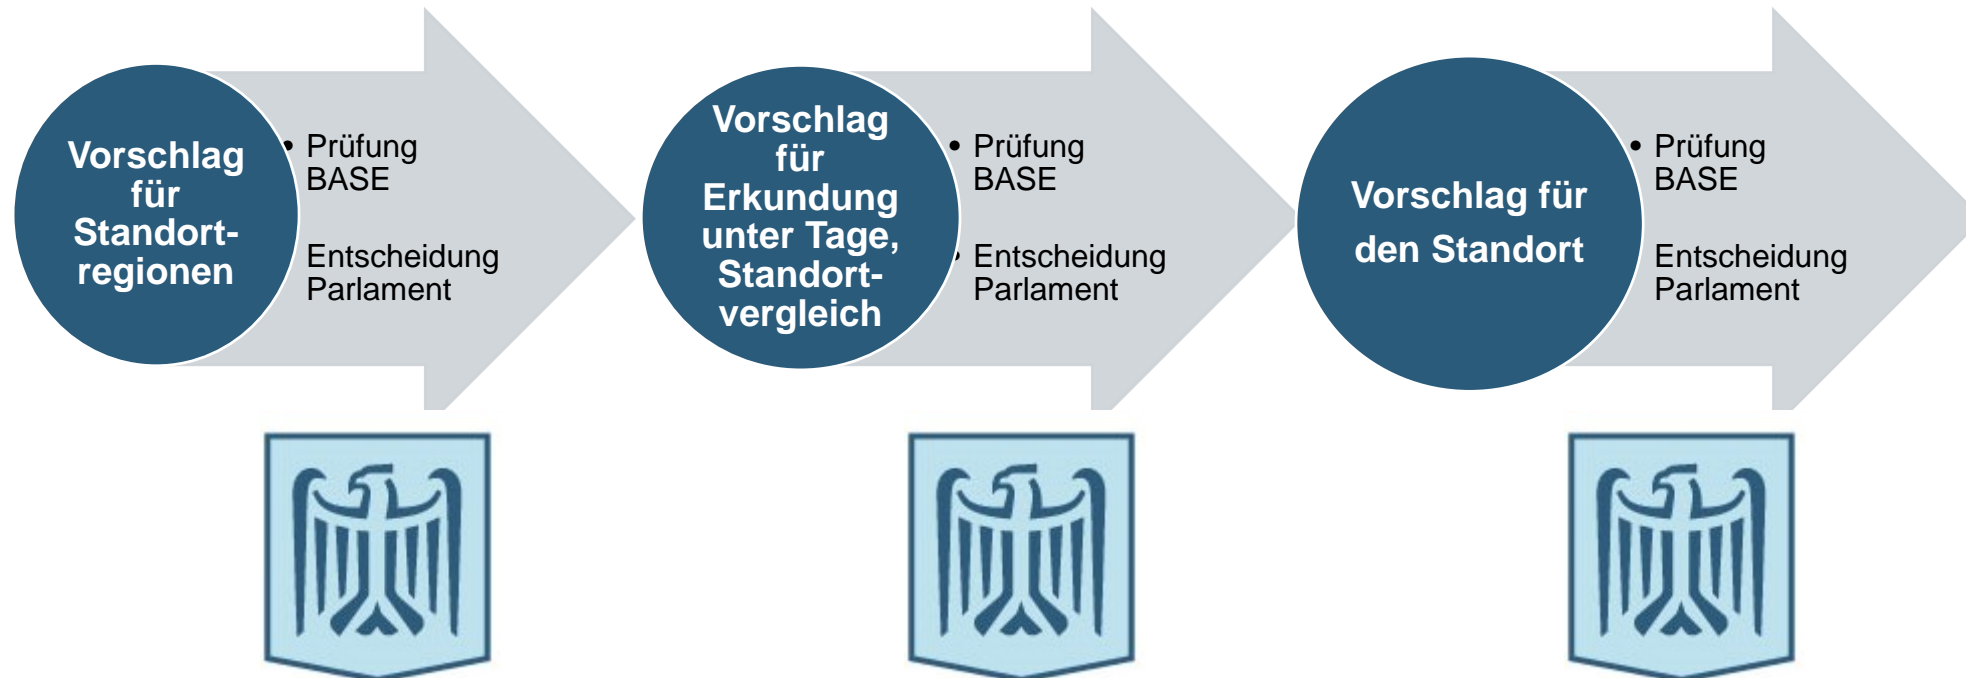 Vorschlag
für
Standort-
regionen
• Prüfung
BASE
Entscheidung
Parlament
Vorschlag
für
Erkundung
unter Tage,
Standort-
vergleich
• Prüfung
BASE
• Entscheidung
Parlament
Vorschlag für
den Standort
• Prüfung
BASE
Entscheidung
Parlament